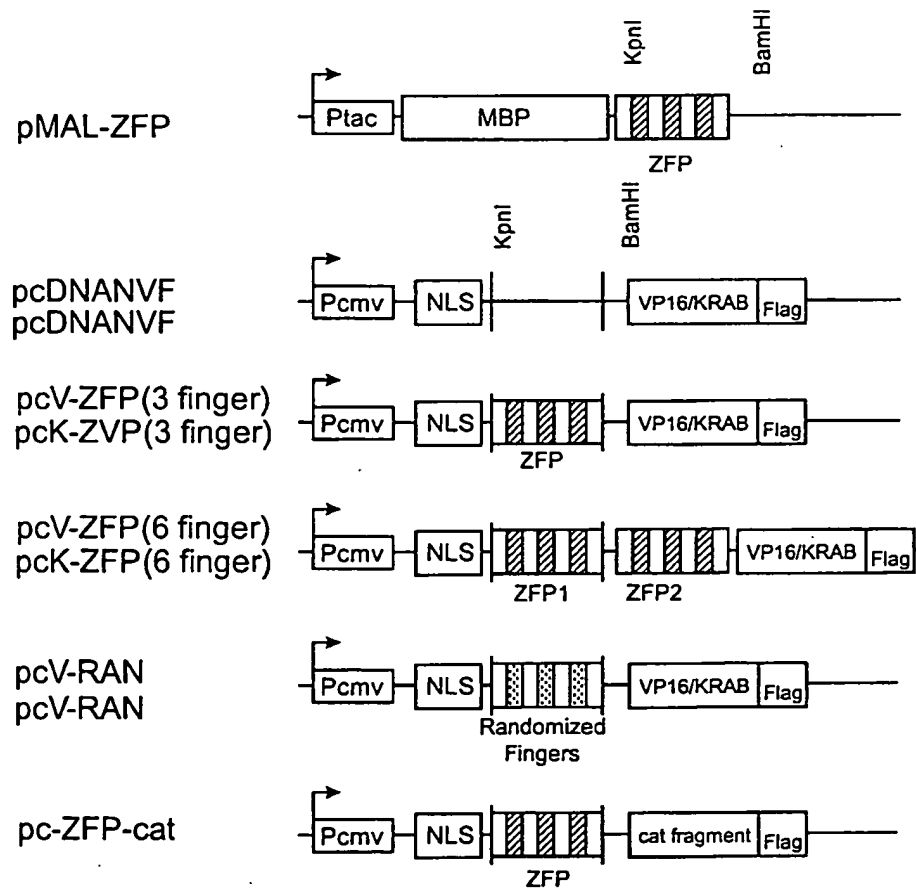 KpnI
BamHI
pMAL-ZFP
Ptac
MBP
ZFP
KpnI
BamHI
pcDNANVF
pcDNANVF
Pcmv
NLS
VP16/KRAB
Flag
pcV-ZFP(3 finger)
pcK-ZVP(3 finger)
Pcmv
NLS
VP16/KRAB
Flag
ZFP
pcV-ZFP(6 finger)
pcK-ZFP(6 finger)
Pcmv
NLS
VP16/KRAB
Flag
ZFP1
ZFP2
pcV-RAN
pcV-RAN
Pcmv
NLS
VP16/KRAB
Flag
Randomized
Fingers
pc-ZFP-cat
Pcmv
NLS
cat fragment
Flag
ZFP